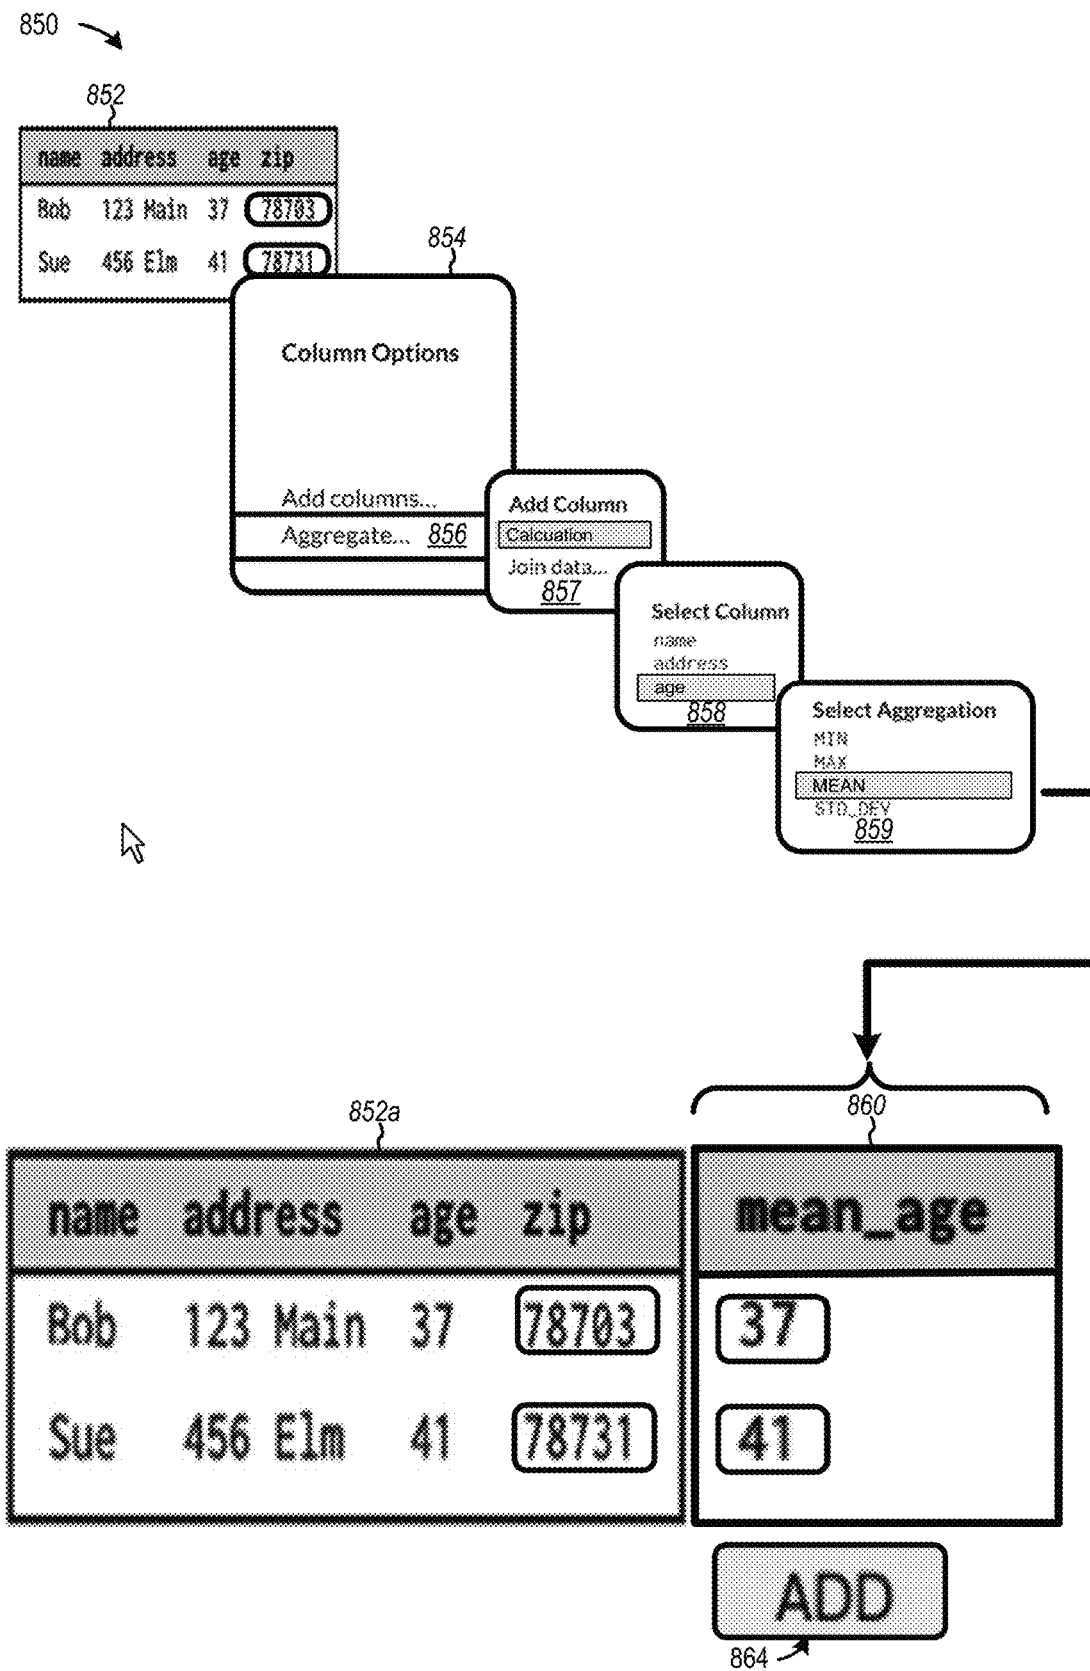 850
852
name address age zip
Bob 123 Main 37 78703
Sue 456 Elm 41 78731
854
Column Options
Add columns...
Aggregate... 856
Add Column
Calcuation
Join data...
857
Select Column
name
address
age
858
Select Aggregation
MIN
MAX
MEAN
STD_DEV
859
852a
860
name address age zip mean_age
Bob 123 Main 37 78703 37
Sue 456 Elm 41 78731 41
ADD
864